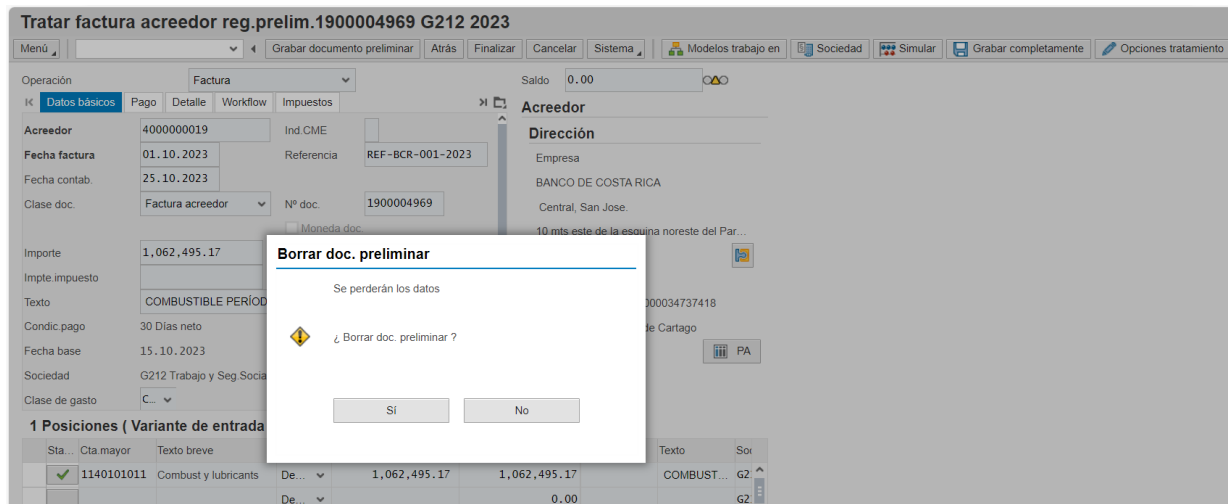 Tratar factura acreedor reg.prelim.1900004969 G212 2023
Menú Grabar documento preliminar Atrás Finalizar Cancelar Sistema Modelos trabajo en Sociedad Simular Grabar completamente Opciones tratamiento
Operación Factura Saldo 0.00
Datos básicos Pago Detalle Workflow Impuestos
Acreedor
Acreedor 4000000019 Ind.CME
Dirección
Fecha factura 01.10.2023 Referencia REF-BCR-001-2023
Empresa
Fecha contab. 25.10.2023
BANCO DE COSTA RICA
Clase doc. Factura acreedor Nº doc. 1900004969
Central, San Jose.
Moneda doc.
10 mts este de la esquina noreste del Par...
Importe 1,062,495.17
Borrar doc. preliminar
Impte.impuesto
Se perderán los datos
Texto COMBUSTIBLE PERÍOD
000034737418
Condic.pago 30 Días neto
de Cartago
¿ Borrar doc. preliminar ?
Fecha base 15.10.2023
PA
Sociedad G212 Trabajo y Seg.Socia
Clase de gasto C...
Sí No
1 Posiciones ( Variante de entrada
Sta... Cta.mayor Texto breve Texto Soc
1140101011 Combust y lubricants De... 1,062,495.17 1,062,495.17 COMBUST... G2
De... 0.00 G2